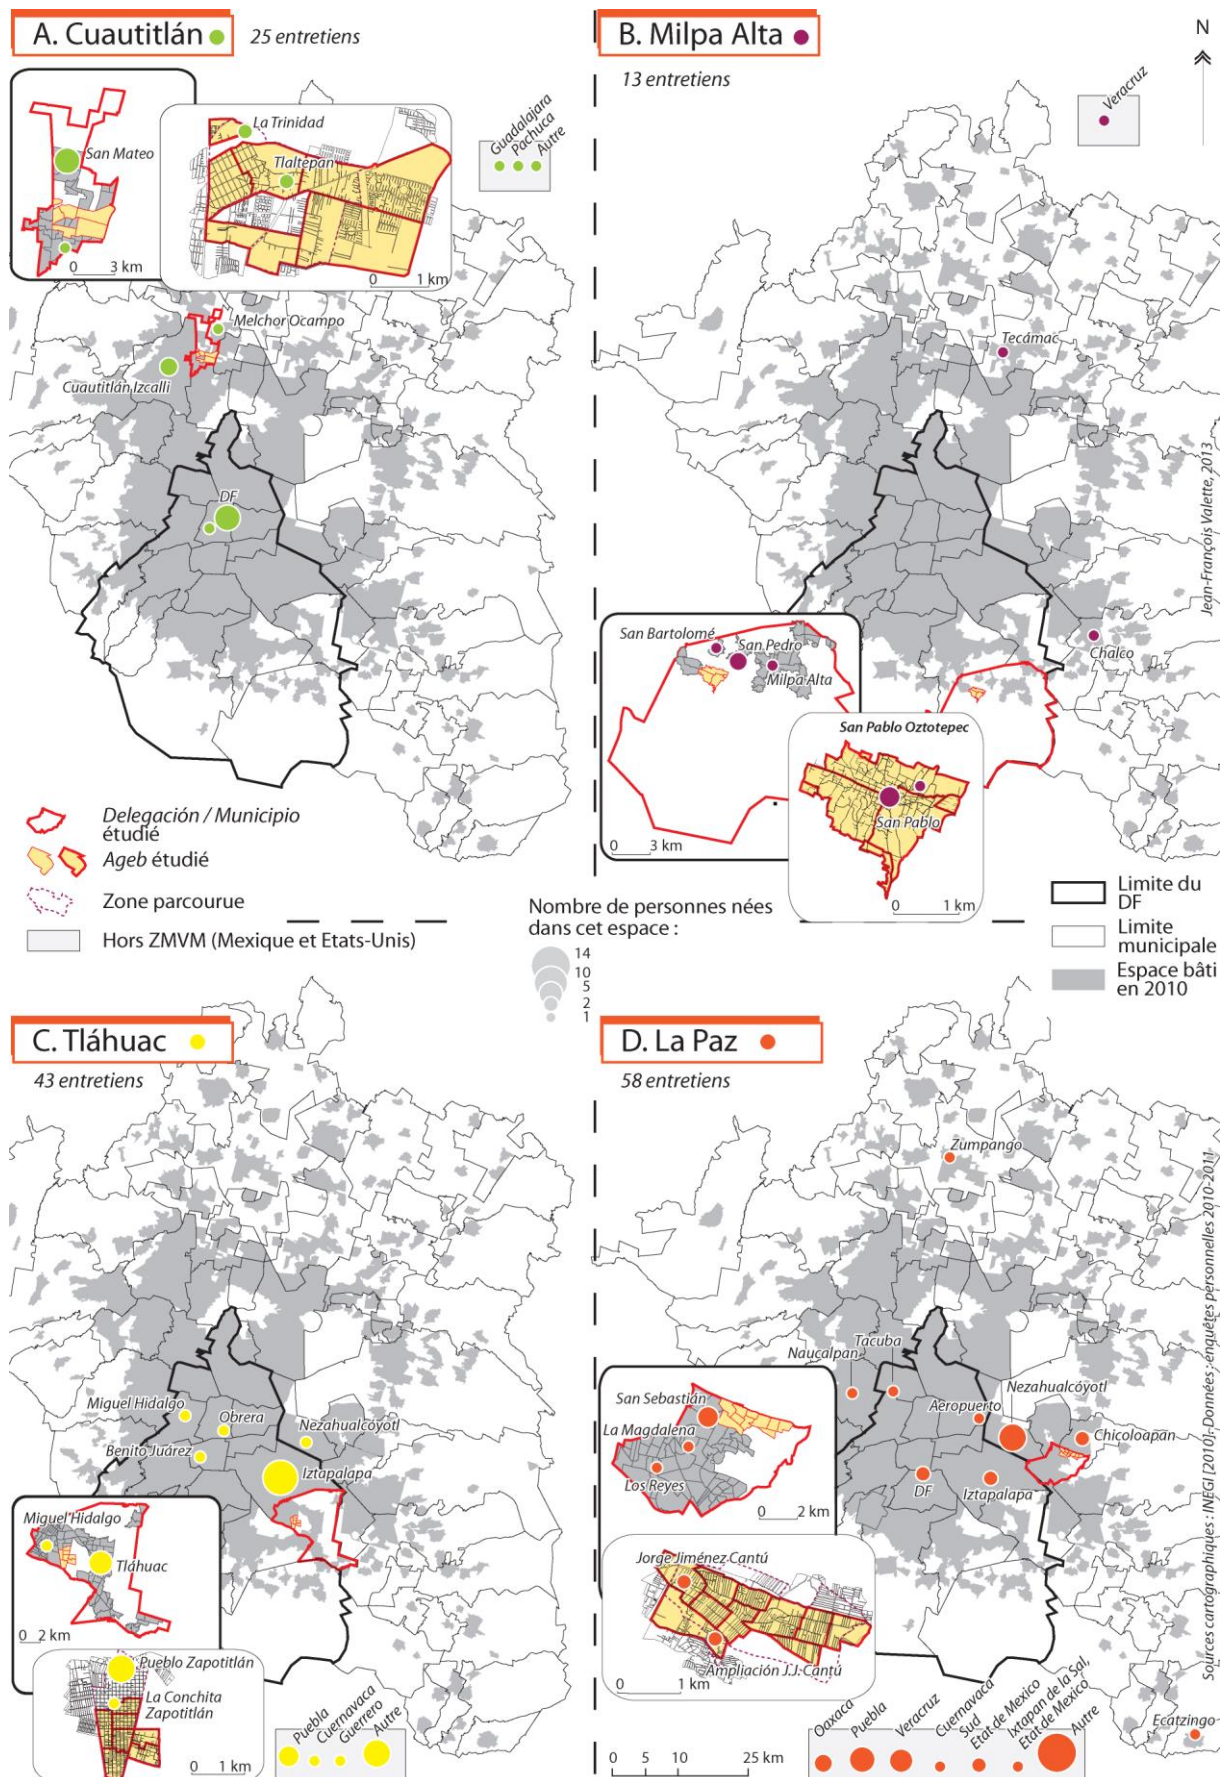 A. Cuautitlán
25 entretiens
San Mateo
0 3 km
La Trinidad
Tlaltepan
0 1 km
Guadalajara
Pachuca
Autre
Melchor Ocampo
Cuautitlán Izcalli
DF
B. Milpa Alta
13 entretiens
N
Veracruz
Tecámac
Chalco
San Bartolomé
San Pedro
Milpa Alta
0 3 km
San Pablo Oztotepec
San Pablo
0 1 km
Jean-François Valette, 2013
Delegación / Municipio
étudié
Ageb étudié
Zone parcourue
Hors ZMVM (Mexique et Etats-Unis)
Nombre de personnes nées
dans cet espace :
14
10
5
2
1
Limite du
DF
Limite
municipale
Espace bâti
en 2010
C. Tláhuac
43 entretiens
Miguel Hidalgo
Obrera
Nezahualcóyotl
Benito Juárez
Iztapalapa
Miguel Hidalgo
Tláhuac
0 2 km
Pueblo Zapotitlán
La Conchita
Zapotitlán
0 1 km
Puebla
Cuernavaca
Guerrero
Autre
D. La Paz
58 entretiens
Zumpango
Tacuba
Naucalpan
Nezahualcóyotl
Aeropuerto
Chicoloapan
DF
Iztapalapa
San Sebastián
La Magdalena
Los Reyes
0 2 km
Jorge Jiménez Cantú
Ampliación J.J. Cantú
0 1 km
Ecatzingo
Oaxaca
Puebla
Veracruz
Cuernavaca
Sud
Etat de Mexico
Ixtapan de la Sal,
Etat de Mexico
Autre
0 5 10 25 km
Sources cartographiques : INEGI [2010]. Données : enquêtes personnelles 2010-2011